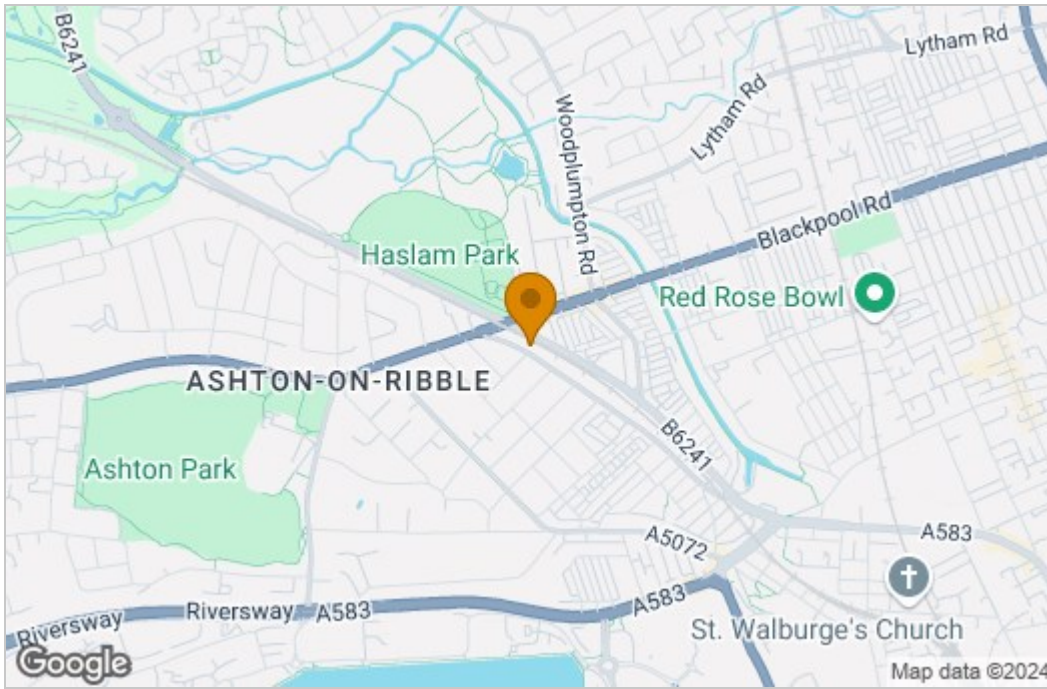 B6241
Lytham Rd
Lytham Rd
Woodplumpton Rd
Blackpool Rd
Haslam Park
Red Rose Bowl
ASHTON-ON-RIBBLE
B6241
Ashton Park
A5072
A583
A583
Riversway
Riversway
A583
St. Walburge's Church
Google
Map data ©2024